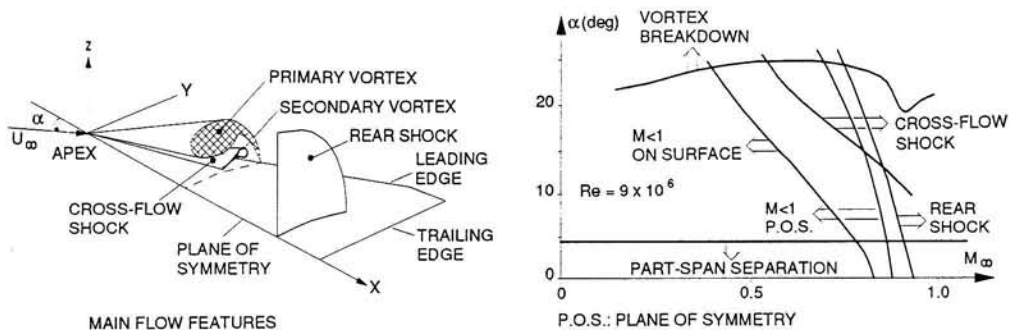 Z
PRIMARY VORTEX
Y
SECONDARY VORTEX
α
REAR SHOCK
U∞
APEX
LEADING
EDGE
CROSS-FLOW
SHOCK
PLANE OF
SYMMETRY
TRAILING
EDGE
X
MAIN FLOW FEATURES
α(deg)
VORTEX
BREAKDOWN
20
M<1
ON SURFACE
CROSS-FLOW
SHOCK
10
Re = 9 x 10⁶
M<1
P.O.S.
REAR
SHOCK
M∞
PART-SPAN SEPARATION
0
0
0.5
1.0
P.O.S.: PLANE OF SYMMETRY